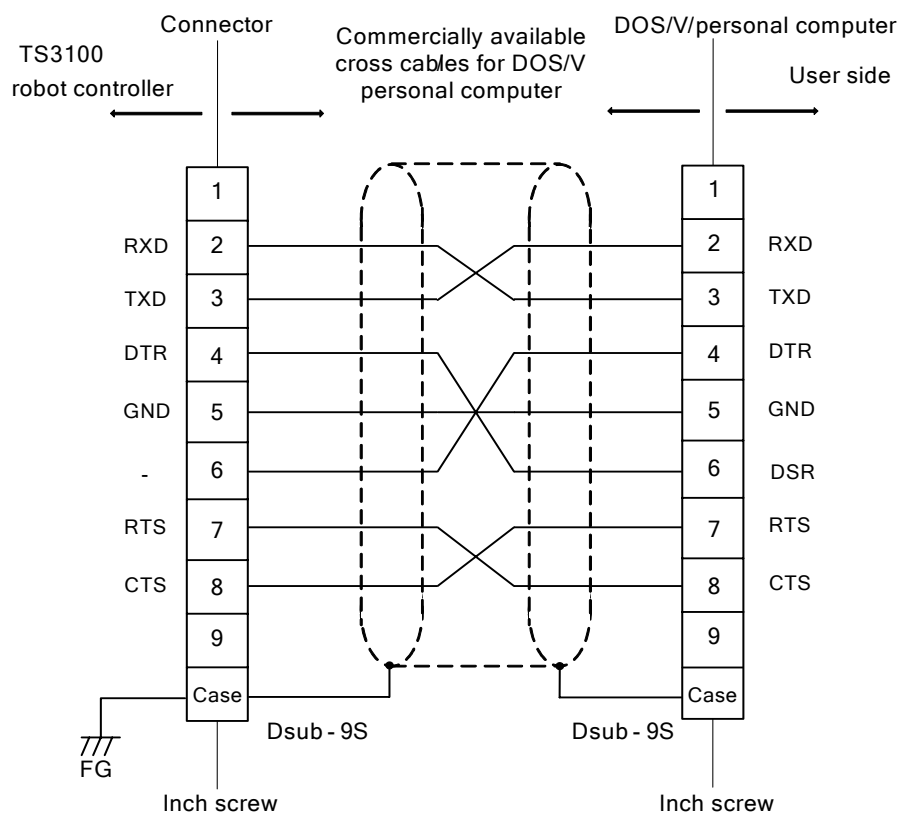 Connector
DOS/V/personal computer
TS3100
robot controller
Commercially available
cross cables for DOS/V
personal computer
User side
1
1
RXD 2
2 RXD
TXD 3
3 TXD
DTR 4
4 DTR
GND 5
5 GND
- 6
6 DSR
RTS 7
7 RTS
CTS 8
8 CTS
9
9
Case
Case
Dsub - 9S
Dsub - 9S
FG
Inch screw
Inch screw